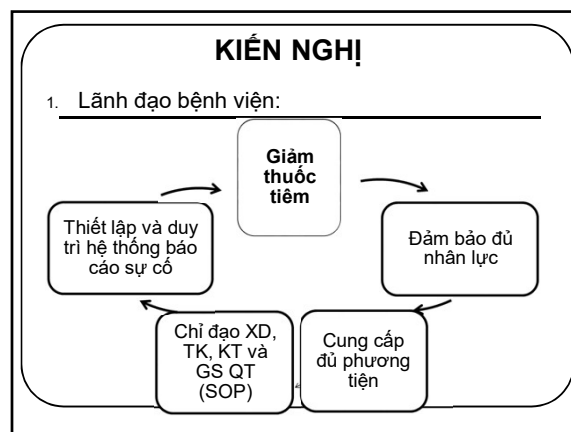 KIẾN NGHỊ
1. Lãnh đạo bệnh viện:
Giảm
thuốc
tiêm
Đảm bảo đủ
nhân lực
Cung cấp
đủ phương
tiện
Chỉ đạo XD,
TK, KT và
GS QT
(SOP)
Thiết lập và duy
trì hệ thống báo
cáo sự cố